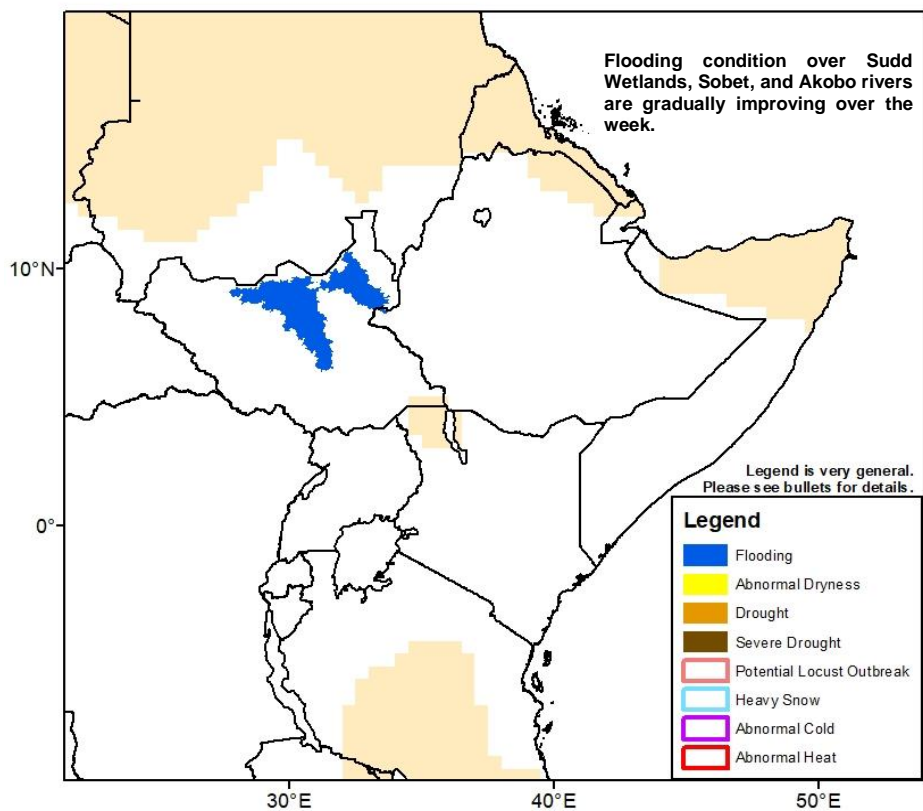 Flooding condition over Sudd
Wetlands, Sobet, and Akobo rivers
are gradually improving over the
week.
10°N
0°
Legend is very general.
Please see bullets for details.
Legend
Flooding
Abnormal Dryness
Drought
Severe Drought
Potential Locust Outbreak
Heavy Snow
Abnormal Cold
Abnormal Heat
30°E
40°E
50°E